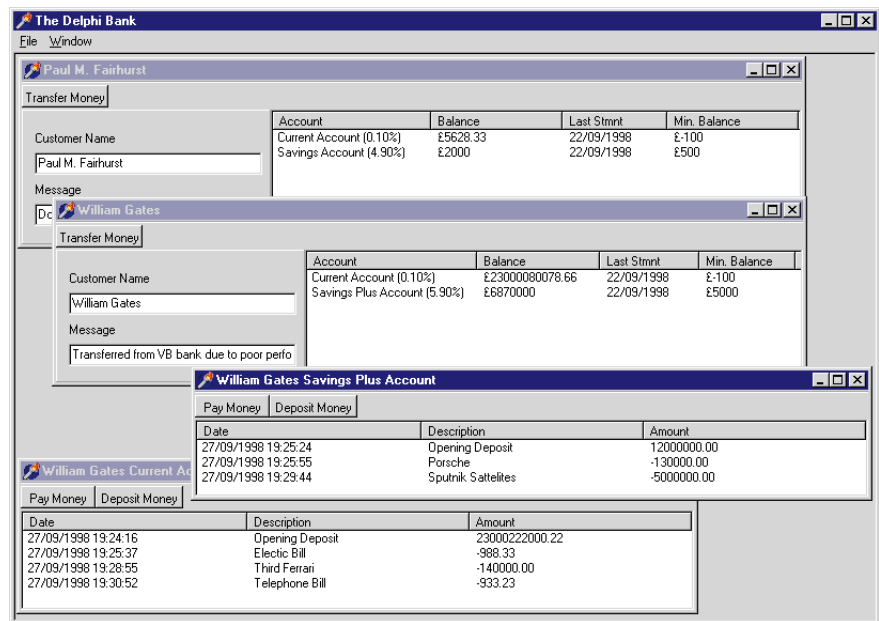 The Delphi Bank
File Window
Paul M. Fairhurst
Transfer Money
Customer Name
Paul M. Fairhurst
Message
Do
Account Balance Last Stmnt Min. Balance
Current Account (0.10%) £5628.33 22/09/1998 £-100
Savings Account (4.90%) £2000 22/09/1998 £500
William Gates
Transfer Money
Customer Name
William Gates
Message
Transferred from VB bank due to poor perfo
Account Balance Last Stmnt Min. Balance
Current Account (0.10%) £23000080078.66 22/09/1998 £-100
Savings Plus Account (5.90%) £6870000 22/09/1998 £5000
William Gates Savings Plus Account
Pay Money Deposit Money
Date Description Amount
27/09/1998 19:25:24 Opening Deposit 12000000.00
27/09/1998 19:25:55 Porsche -130000.00
27/09/1998 19:29:44 Sputnik Sattelites -5000000.00
William Gates Current Ac
Pay Money Deposit Money
Date Description Amount
27/09/1998 19:24:16 Opening Deposit 23000222000.22
27/09/1998 19:25:37 Electic Bill -988.33
27/09/1998 19:28:55 Third Ferrari -140000.00
27/09/1998 19:30:52 Telephone Bill -933.23